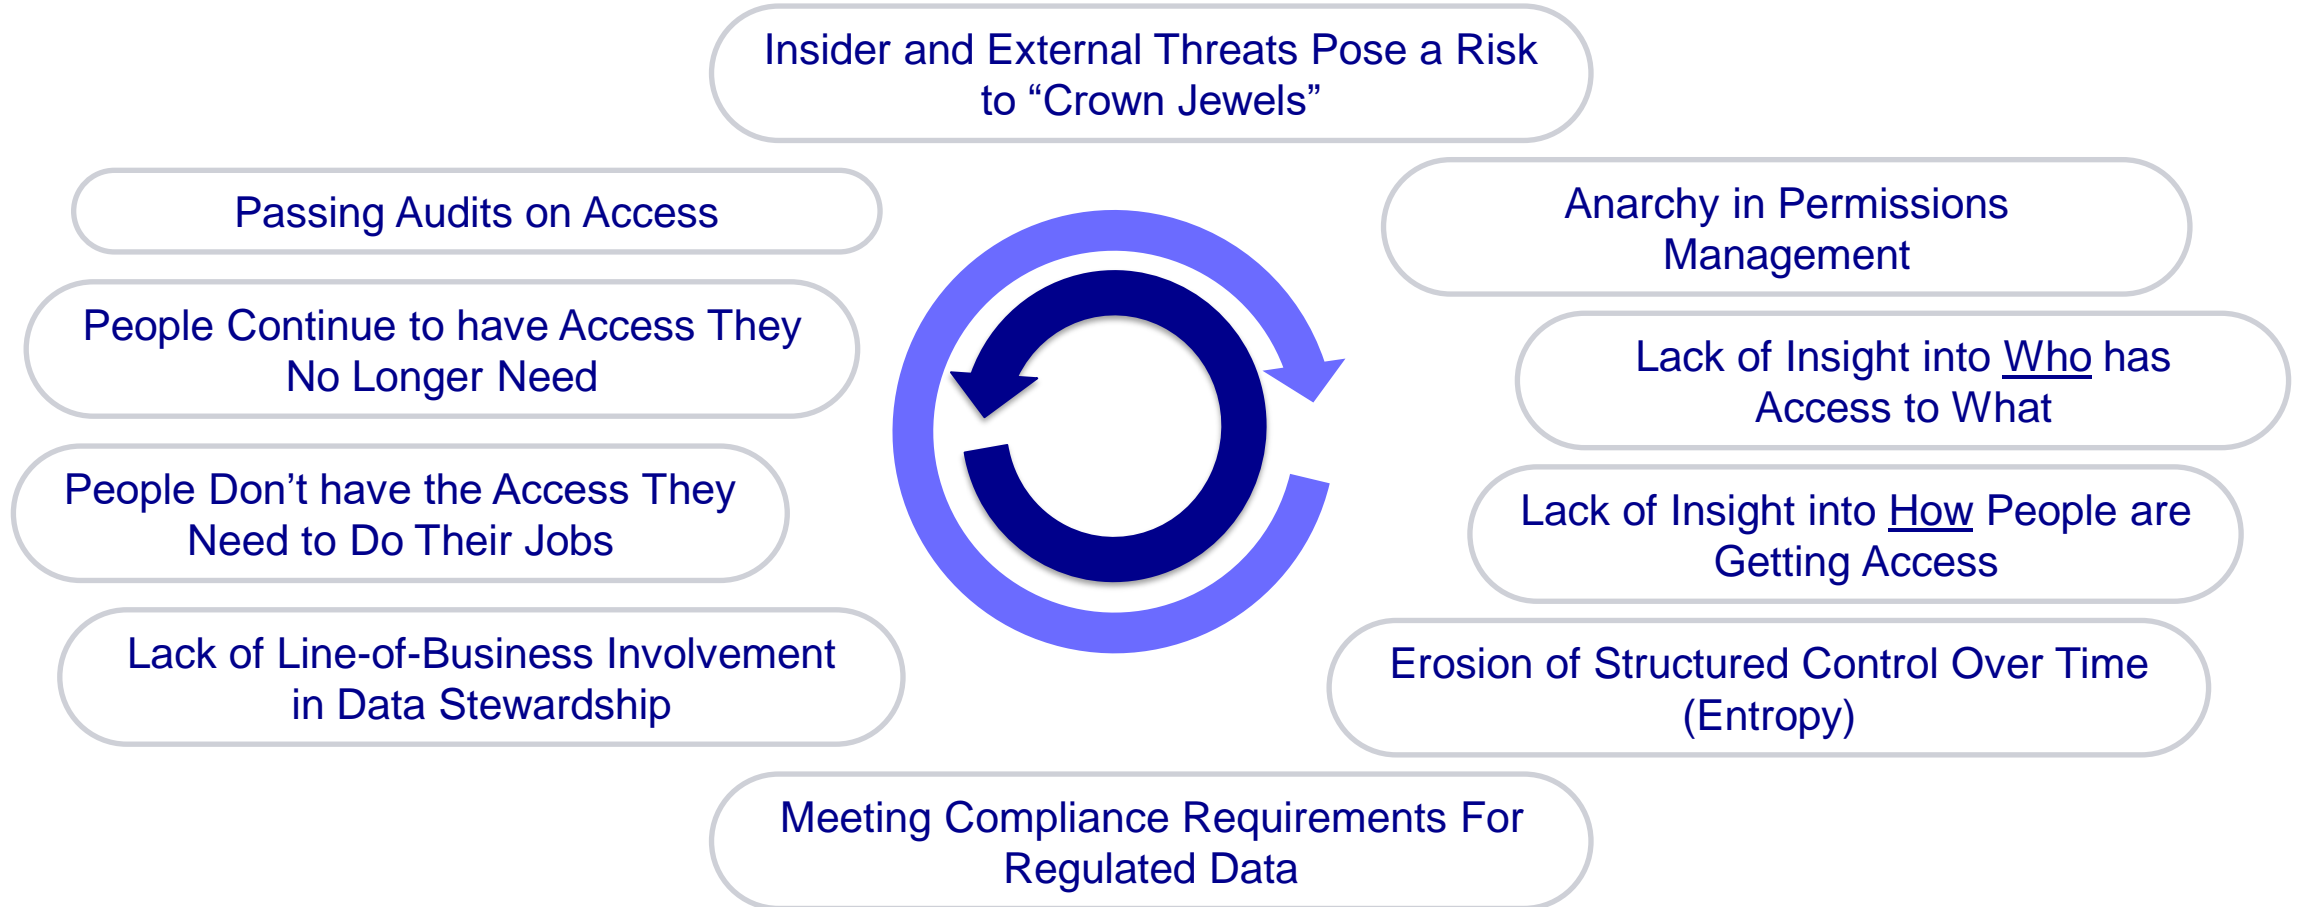 Insider and External Threats Pose a Risk
to “Crown Jewels”
Passing Audits on Access
People Continue to have Access They
No Longer Need
People Don’t have the Access They
Need to Do Their Jobs
Lack of Line-of-Business Involvement
in Data Stewardship
Anarchy in Permissions
Management
Lack of Insight into Who has
Access to What
Lack of Insight into How People are
Getting Access
Erosion of Structured Control Over Time
(Entropy)
Meeting Compliance Requirements For
Regulated Data